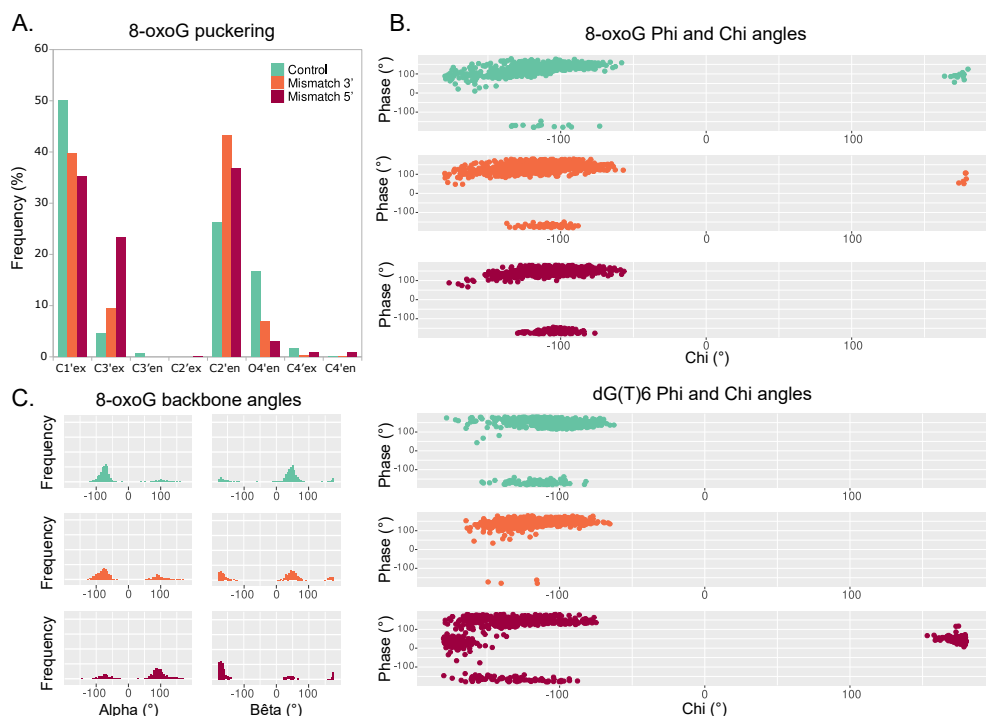 A.
8-oxoG puckering
Frequency (%)
60
50
40
30
20
10
0
Control
Mismatch 3'
Mismatch 5'
C1'ex C3'ex C3'en C2'ex C2'en O4'en C4'ex C4'en
B.
8-oxoG Phi and Chi angles
Phase (°)
100
0
-100
-100 0 100
Phase (°)
100
0
-100
-100 0 100
Phase (°)
100
0
-100
-100 0 100
Chi (°)
C.
8-oxoG backbone angles
Frequency
-100 0 100 -100 0 100
Frequency
-100 0 100 -100 0 100
Frequency
-100 0 100 -100 0 100
Alpha (°) Bêta (°)
dG(T)6 Phi and Chi angles
Phase (°)
100
0
-100
-100 0 100
Phase (°)
100
0
-100
-100 0 100
Phase (°)
100
0
-100
-100 0 100
Chi (°)